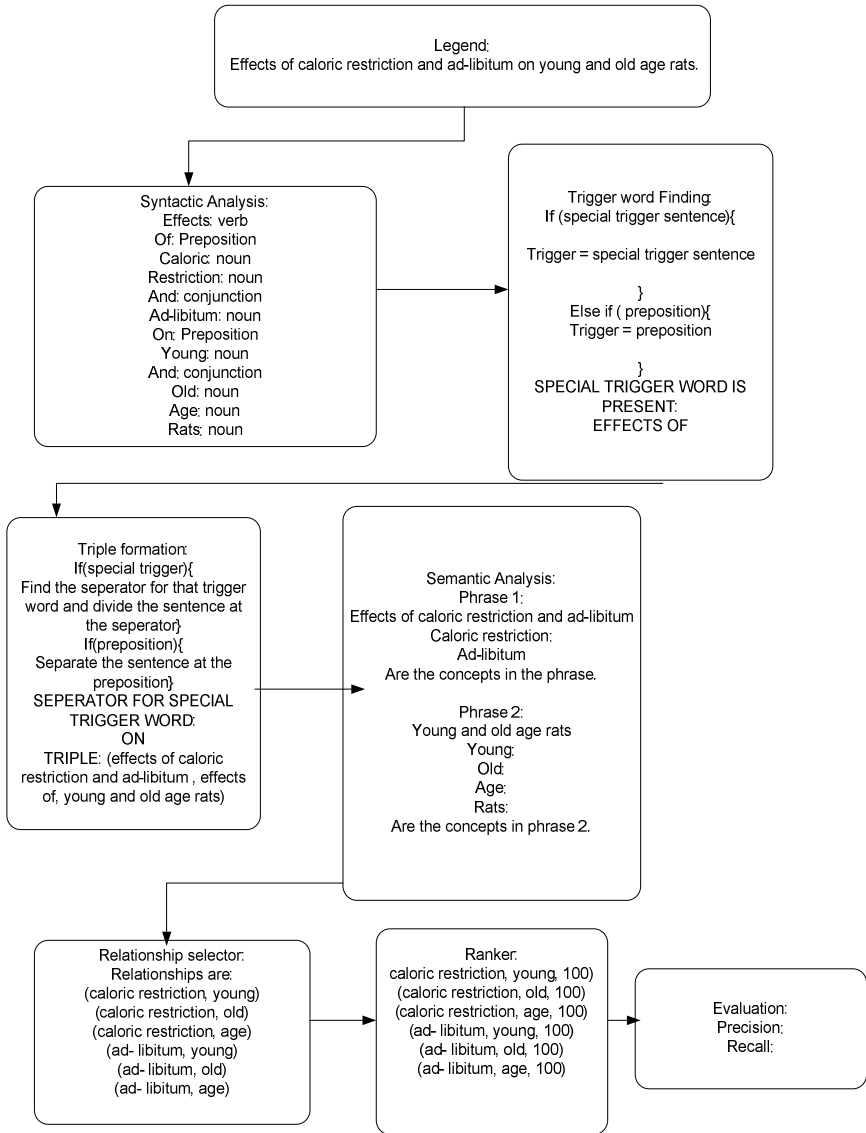 Legend:
Effects of caloric restriction and ad-libitum on young and old age rats.
Syntactic Analysis:
Effects: verb
Of: Preposition
Caloric: noun
Restriction: noun
And: conjunction
Ad-libitum: noun
On: Preposition
Young: noun
And: conjunction
Old: noun
Age: noun
Rats: noun
Trigger word Finding:
If (special trigger sentence){
Trigger = special trigger sentence
}
Else if ( preposition){
Trigger = preposition
}
SPECIAL TRIGGER WORD IS
PRESENT:
EFFECTS OF
Triple formation:
If(special trigger){
Find the seperator for that trigger
word and divide the sentence at
the seperator}
If(preposition){
Separate the sentence at the
preposition}
SEPERATOR FOR SPECIAL
TRIGGER WORD:
ON
TRIPLE: (effects of caloric
restriction and ad-libitum , effects
of, young and old age rats)
Semantic Analysis:
Phrase 1:
Effects of caloric restriction and ad-libitum
Caloric restriction:
Ad-libitum
Are the concepts in the phrase.
Phrase 2:
Young and old age rats
Young:
Old:
Age:
Rats:
Are the concepts in phrase 2.
Relationship selector:
Relationships are:
(caloric restriction, young)
(caloric restriction, old)
(caloric restriction, age)
(ad- libitum, young)
(ad- libitum, old)
(ad- libitum, age)
Ranker:
caloric restriction, young, 100)
(caloric restriction, old, 100)
(caloric restriction, age, 100)
(ad- libitum, young, 100)
(ad- libitum, old, 100)
(ad- libitum, age, 100)
Evaluation:
Precision:
Recall: